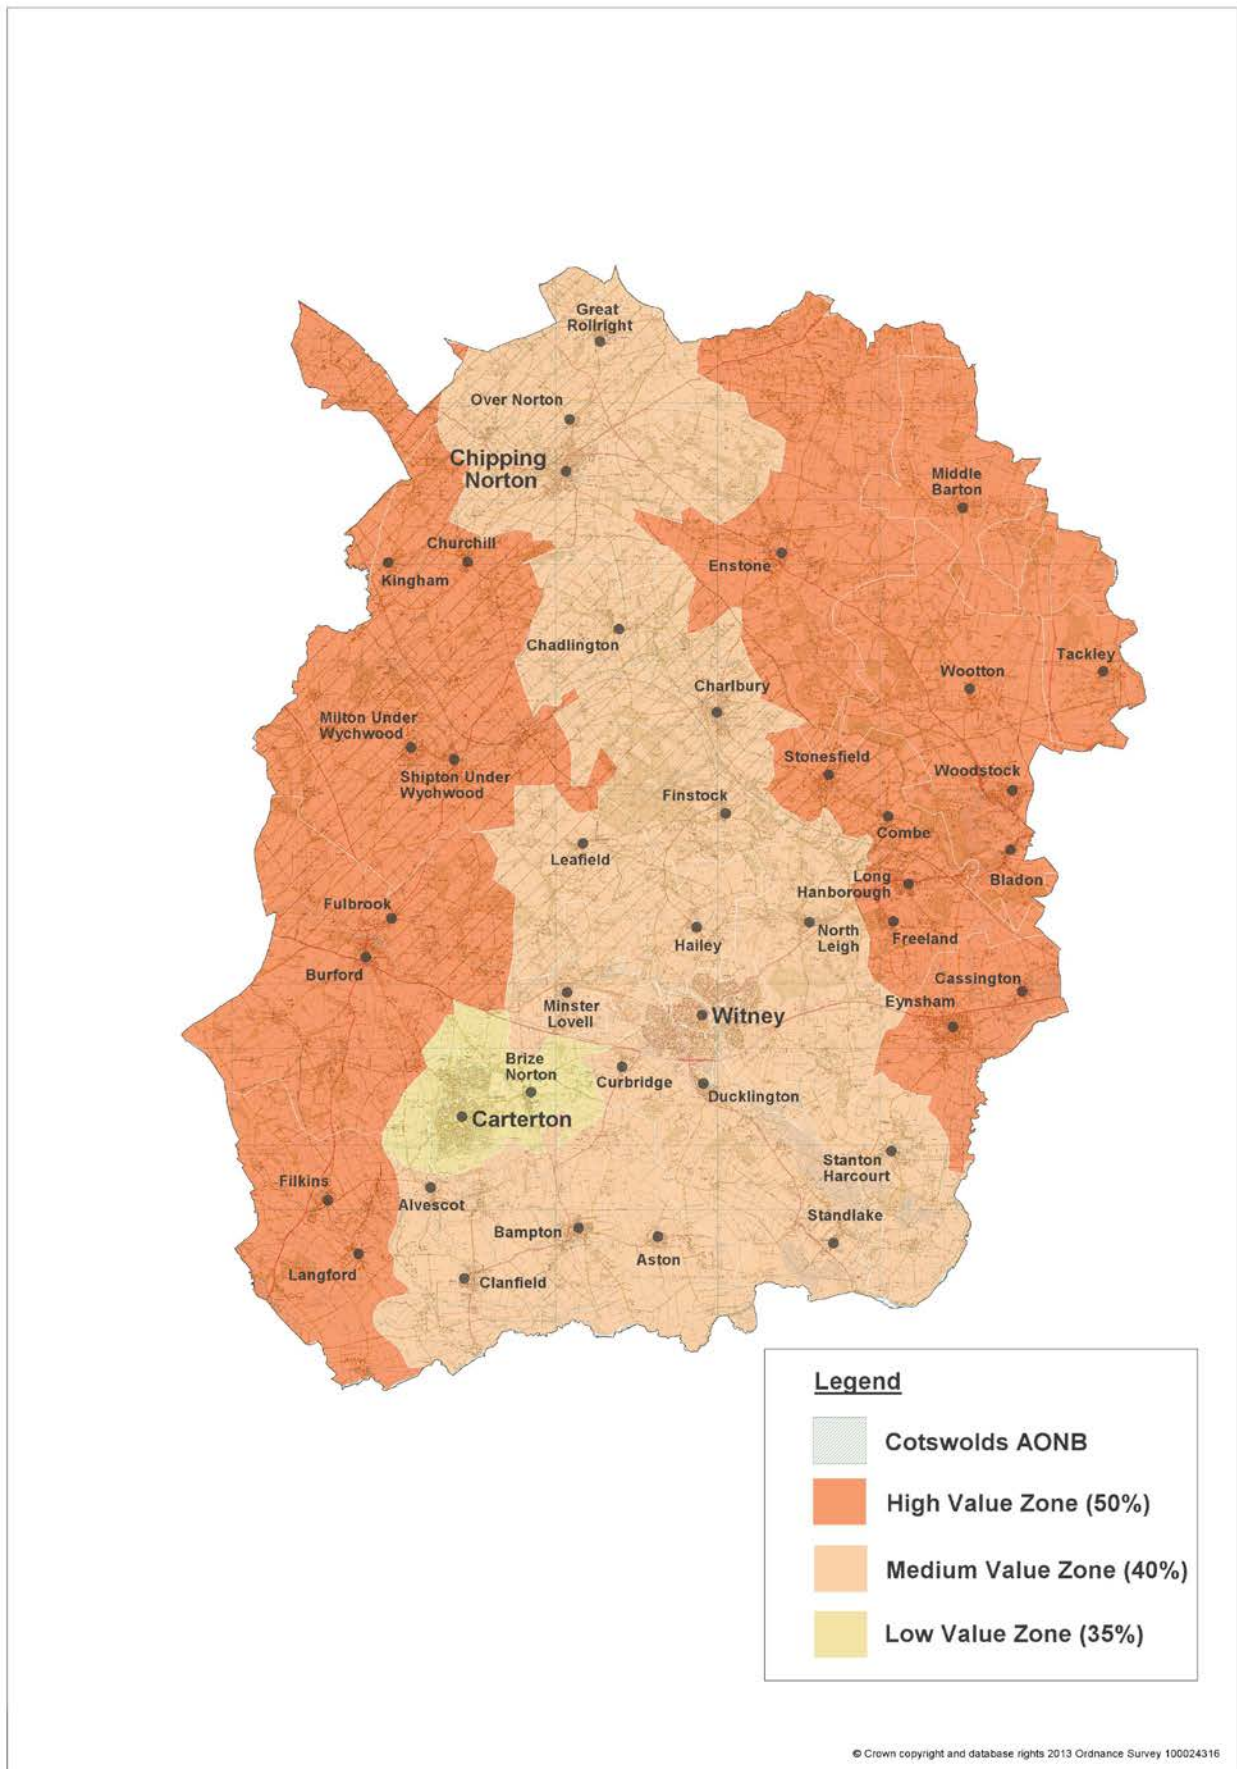 Great
Rollright
Over Norton
Chipping
Norton
Middle
Barton
Churchill
Kingham
Enstone
Chadlington
Tackley
Wootton
Charlbury
Milton Under
Wychwood
Stonesfield
Woodstock
Shipton Under
Wychwood
Finstock
Combe
Leafield
Long
Hanborough
Bladon
Fulbrook
North
Leigh
Freeland
Hailey
Burford
Cassington
Eynsham
Minster
Lovell
Witney
Brize
Norton
Curbridge
Ducklington
Carterton
Stanton
Harcourt
Filkins
Alvescot
Standlake
Bampton
Aston
Langford
Clanfield
Legend
Cotswolds AONB
High Value Zone (50%)
Medium Value Zone (40%)
Low Value Zone (35%)
© Crown copyright and database rights 2013 Ordnance Survey 100024316